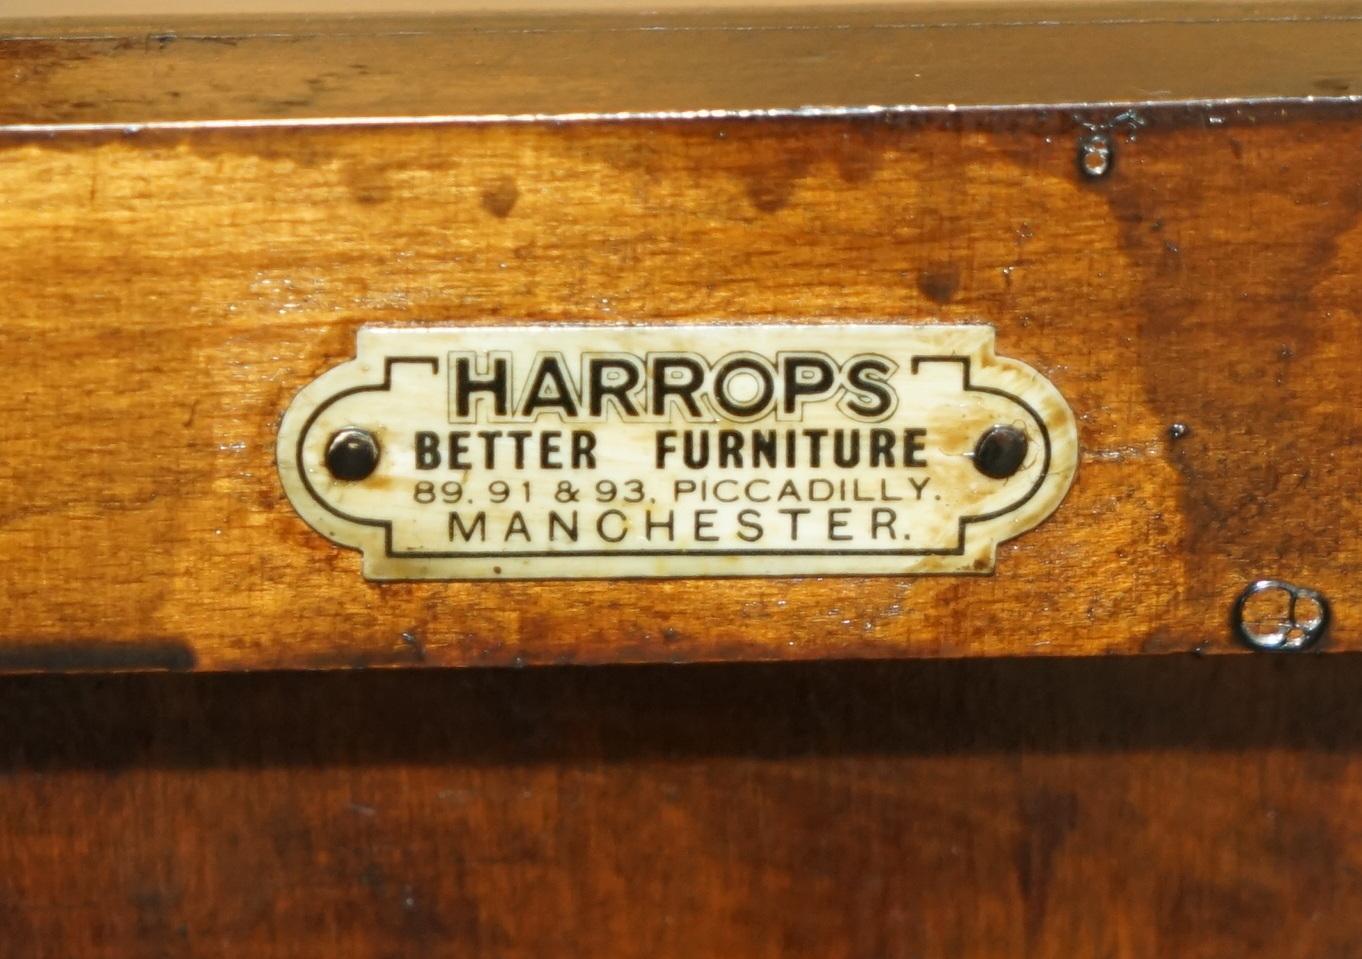 HARROPS
BETTER FURNITURE
89. 91 & 93. PICCADILLY.
MANCHESTER.